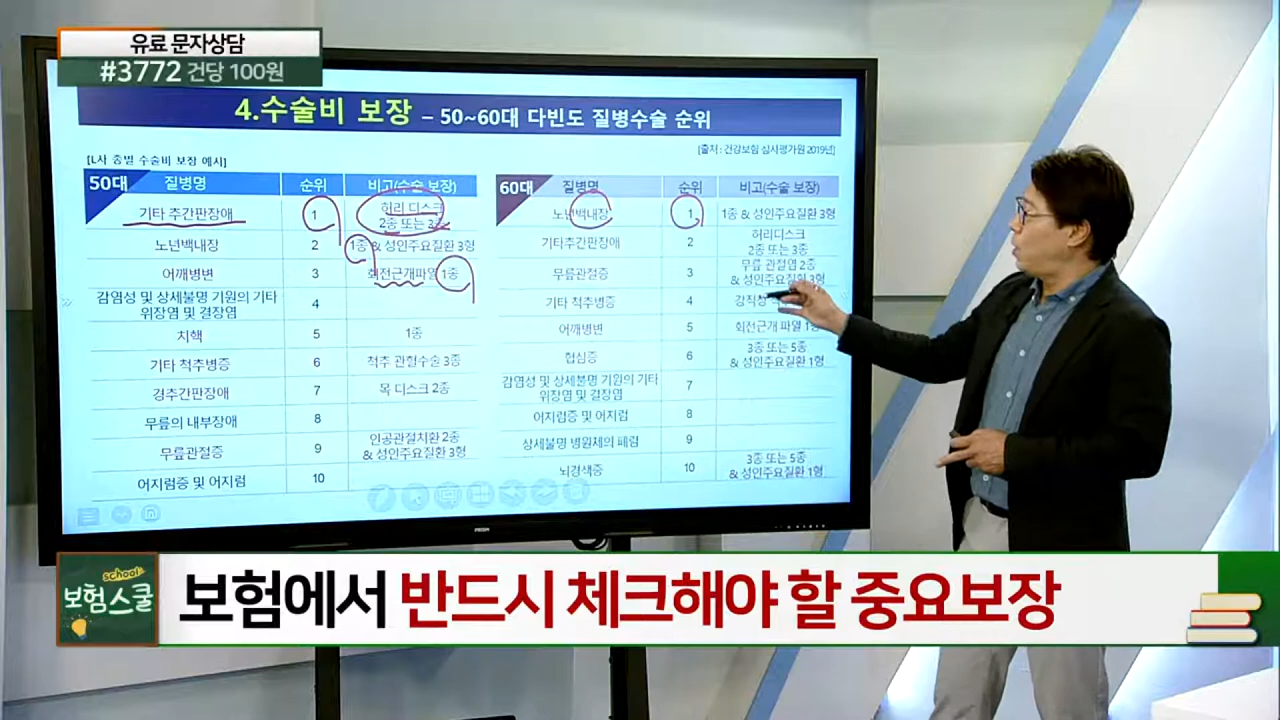 유료 문자상담
#3772 건당 100원
4.수술비 보장 – 50~60대 다빈도 질병수술 순위
[출처 : 건강보험 심사평가원 2019년]
[L사 종별 수술비 보장 예시]
50대 질병명 순위 비고(수술 보장)
기타 추간판장애 1 허리 디스크
2종 또는 3종
노년백내장 2 1종 & 성인주요질환 3형
어깨병변 3 회전근개파열 1종
감염성 및 상세불명 기원의 기타
위장염 및 결장염 4
치핵 5 1종
기타 척추병증 6 척추 관혈수술 3종
경추간판장애 7 목 디스크 2종
무릎의 내부장애 8
무릎관절증 9 인공관절치환 2종
& 성인주요질환 3형
어지럼증 및 어지럼 10
60대 질병명 순위 비고(수술 보장)
노년백내장 1 1종 & 성인주요질환 3형
기타추간판장애 2 허리디스크
2종 또는 3종
무릎관절증 3 무릎 관절염 2종
& 성인주요질환 3형
기타 척추병증 4 강직성
어깨병변 5 회전근개 파열 1종
협심증 6 3종 또는 5종
& 성인주요질환 1형
감염성 및 상세불명 기원의 기타
위장염 및 결장염 7
어지럼증 및 어지럼 8
상세불명 병원체의 폐렴 9
뇌경색증 10 3종 또는 5종
& 성인주요질환 1형
PRISM
school
보험스쿨
보험에서 반드시 체크해야 할 중요보장